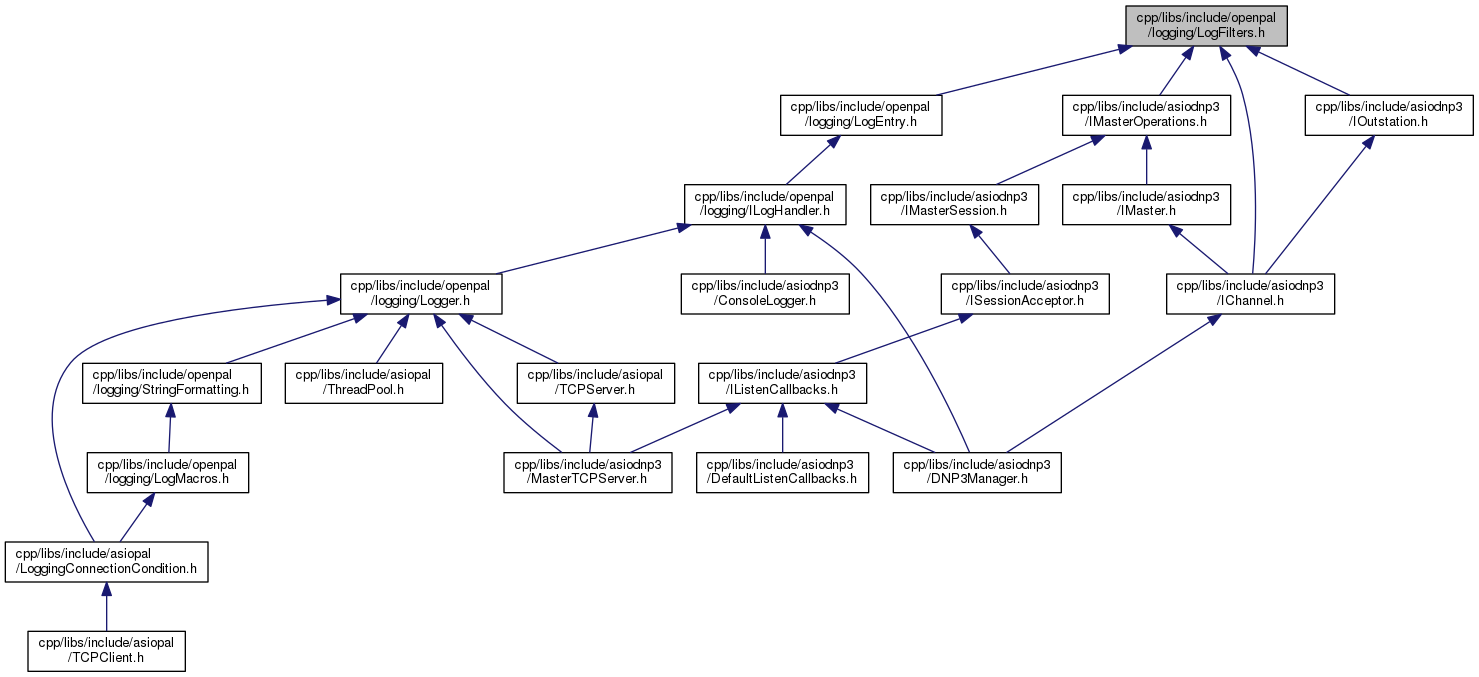 cpp/libs/include/openpal
/logging/LogFilters.h
cpp/libs/include/openpal
/logging/LogEntry.h
cpp/libs/include/asiodnp3
/IMasterOperations.h
cpp/libs/include/asiodnp3
/IOutstation.h
cpp/libs/include/openpal
/logging/ILogHandler.h
cpp/libs/include/asiodnp3
/IMasterSession.h
cpp/libs/include/asiodnp3
/IMaster.h
cpp/libs/include/openpal
/logging/Logger.h
cpp/libs/include/asiodnp3
/ConsoleLogger.h
cpp/libs/include/asiodnp3
/ISessionAcceptor.h
cpp/libs/include/asiodnp3
/IChannel.h
cpp/libs/include/openpal
/logging/StringFormatting.h
cpp/libs/include/asiopal
/ThreadPool.h
cpp/libs/include/asiopal
/TCPServer.h
cpp/libs/include/asiodnp3
/IListenCallbacks.h
cpp/libs/include/openpal
/logging/LogMacros.h
cpp/libs/include/asiodnp3
/MasterTCPServer.h
cpp/libs/include/asiodnp3
/DefaultListenCallbacks.h
cpp/libs/include/asiodnp3
/DNP3Manager.h
cpp/libs/include/asiopal
/LoggingConnectionCondition.h
cpp/libs/include/asiopal
/TCPClient.h